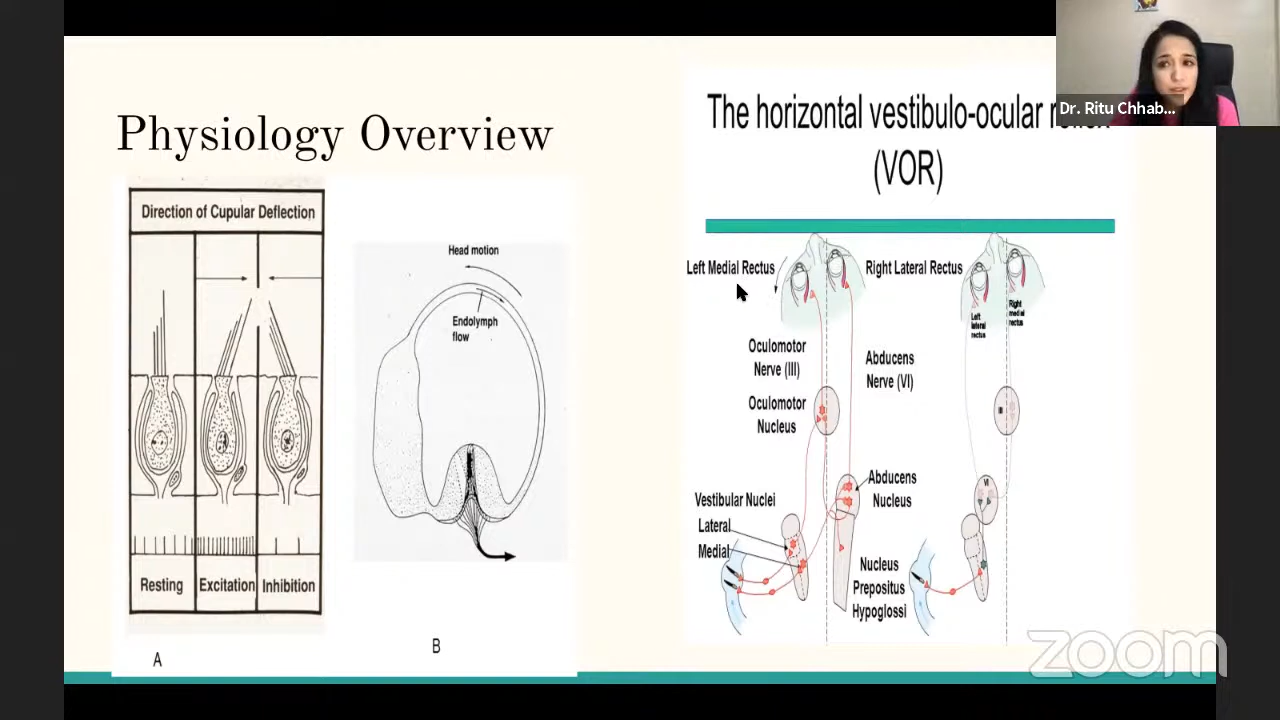 Physiology Overview
Direction of Cupular Deflection
Resting
Excitation
Inhibition
A
Head motion
Endolymph
flow
B
The horizontal vestibulo-ocular
(VOR)
Left Medial Rectus
Right Lateral Rectus
Oculomotor
Nerve (III)
Abducens
Nerve (VI)
Oculomotor
Nucleus
Abducens
Nucleus
Vestibular Nuclei
Lateral
Medial
Nucleus
Prepositus
Hypoglossi
Left
lateral
rectus
Right
medial
rectus
III
VI
Dr. Ritu Chhab...
zoom